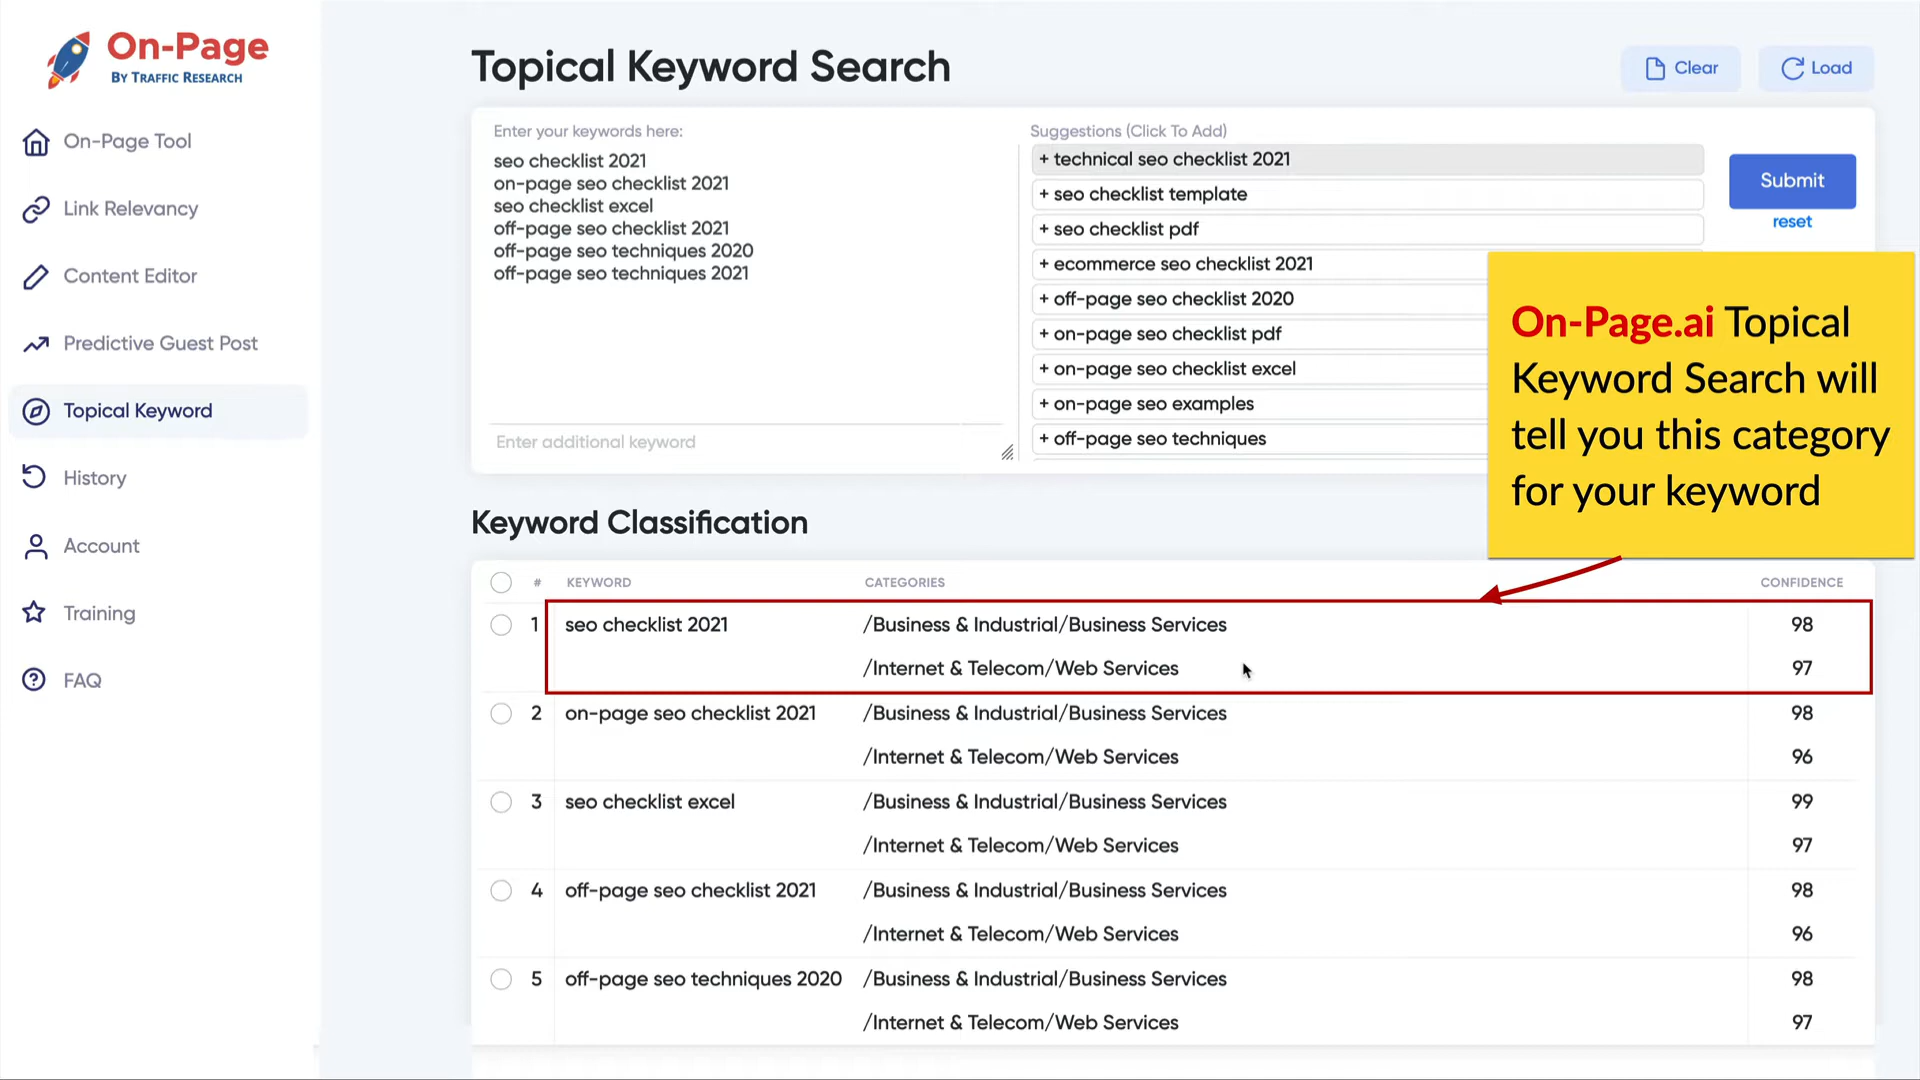 On-Page
BY TRAFFIC RESEARCH
On-Page Tool
Link Relevancy
Content Editor
Predictive Guest Post
Topical Keyword
History
Account
Training
FAQ
Topical Keyword Search
Clear
Load
Enter your keywords here:
seo checklist 2021
on-page seo checklist 2021
seo checklist excel
off-page seo checklist 2021
off-page seo techniques 2020
off-page seo techniques 2021
Enter additional keyword
Suggestions (Click To Add)
+ technical seo checklist 2021
+ seo checklist template
+ seo checklist pdf
+ ecommerce seo checklist 2021
+ off-page seo checklist 2020
+ on-page seo checklist pdf
+ on-page seo checklist excel
+ on-page seo examples
+ off-page seo techniques
Submit
reset
On-Page.ai Topical
Keyword Search will
tell you this category
for your keyword
Keyword Classification
# KEYWORD CATEGORIES CONFIDENCE
1 seo checklist 2021 /Business & Industrial/Business Services 98
/Internet & Telecom/Web Services 97
2 on-page seo checklist 2021 /Business & Industrial/Business Services 98
/Internet & Telecom/Web Services 96
3 seo checklist excel /Business & Industrial/Business Services 99
/Internet & Telecom/Web Services 97
4 off-page seo checklist 2021 /Business & Industrial/Business Services 98
/Internet & Telecom/Web Services 96
5 off-page seo techniques 2020 /Business & Industrial/Business Services 98
/Internet & Telecom/Web Services 97